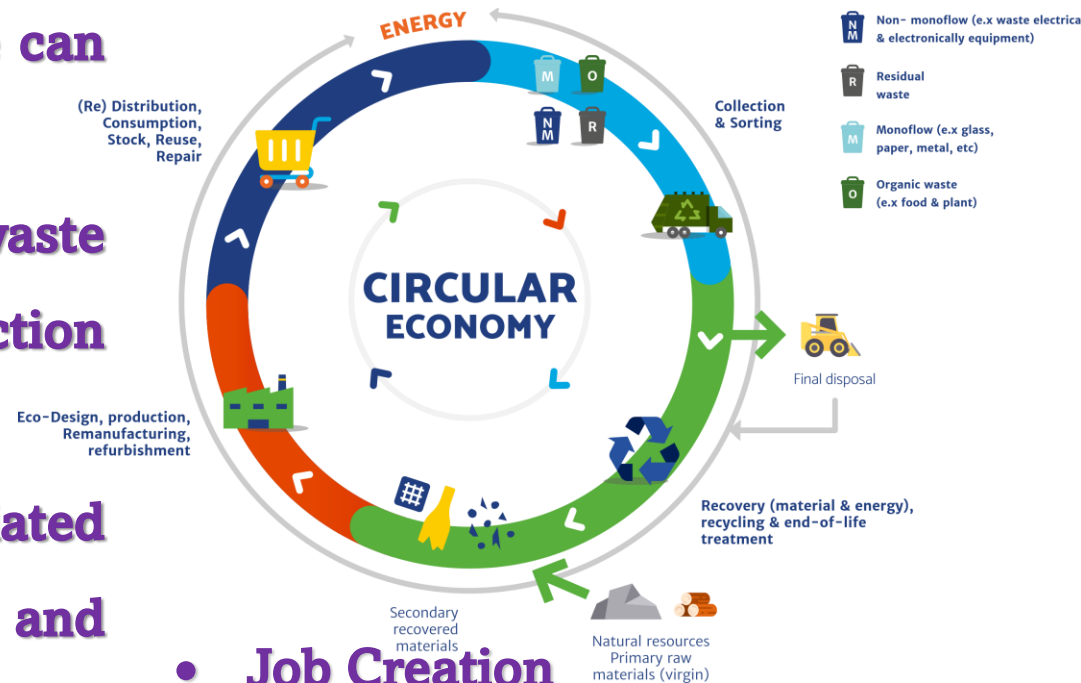 can
waste
ction
ated
and
ENERGY
(Re) Distribution,
Consumption,
Stock, Reuse,
Repair
M
O
N
M
R
Collection
& Sorting
N
M
Non- monoflow (e.x waste electrica
& electronically equipment)
R
Residual
waste
M
Monoflow (e.x glass,
paper, metal, etc)
O
Organic waste
(e.x food & plant)
CIRCULAR
ECONOMY
Final disposal
Eco-Design, production,
Remanufacturing,
refurbishment
Recovery (material & energy),
recycling & end-of-life
treatment
Secondary
recovered
materials
Natural resources
Primary raw
materials (virgin)
• Job Creation